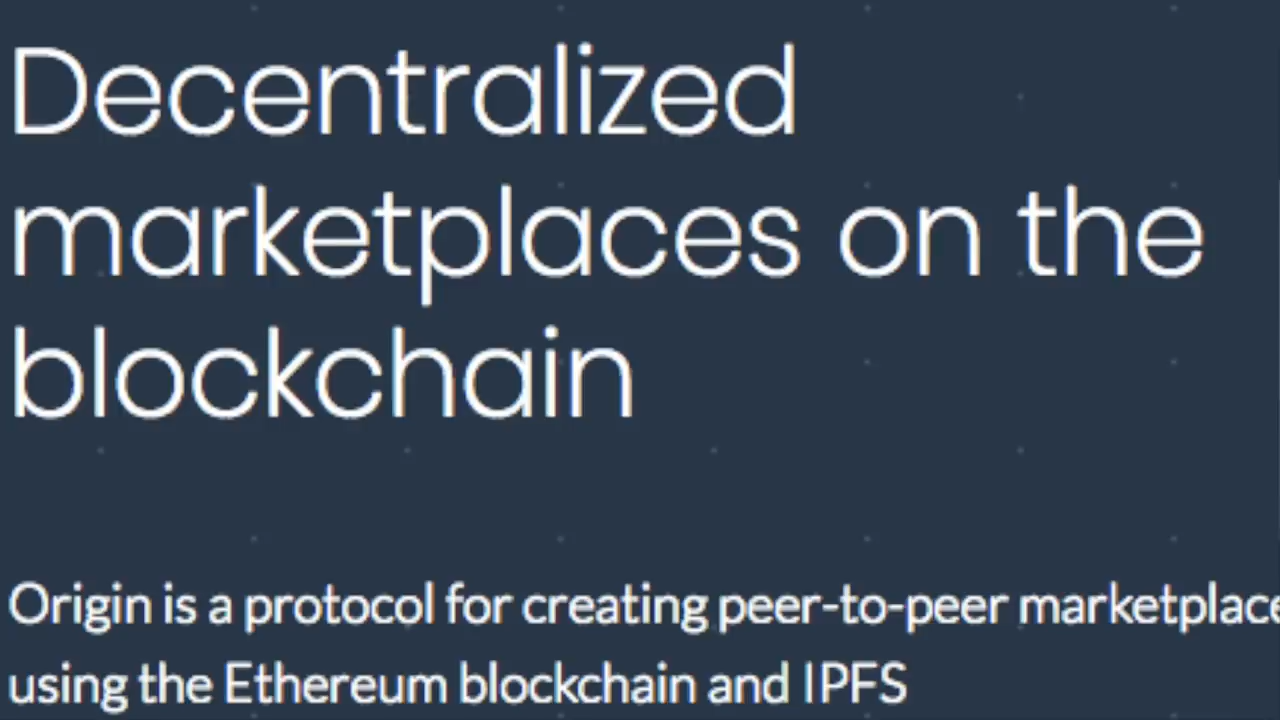 Decentralized
marketplaces on the
blockchain
Origin is a protocol for creating peer-to-peer marketplace
using the Ethereum blockchain and IPFS